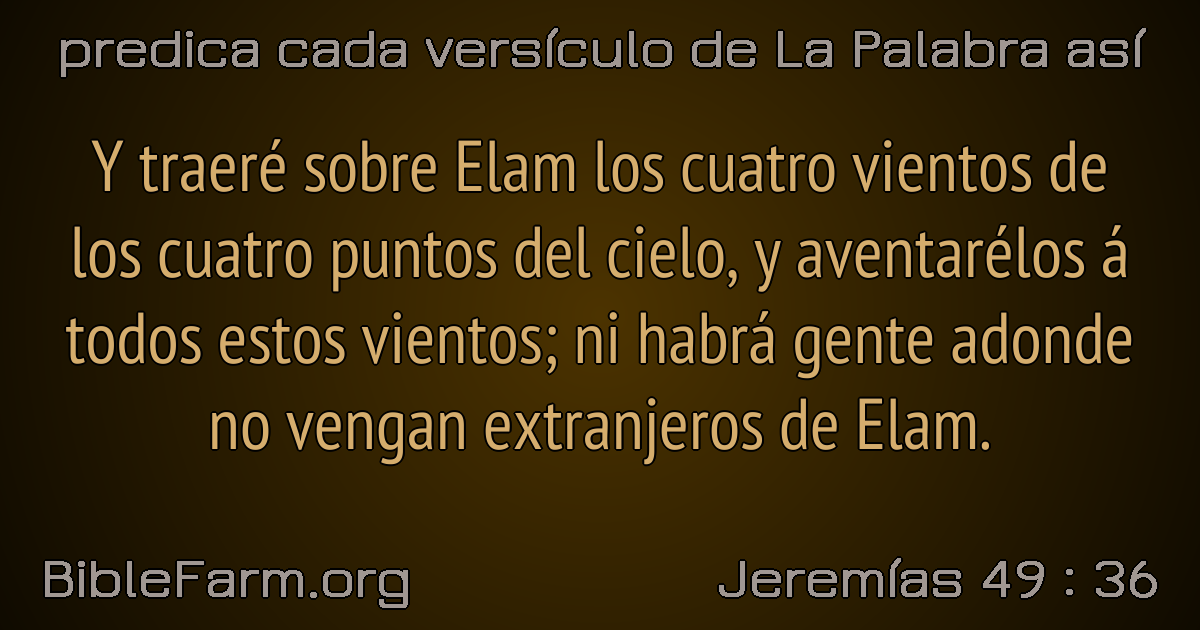 predica cada versículo de La Palabra así
Y traeré sobre Elam los cuatro vientos de
los cuatro puntos del cielo, y aventarélos á
todos estos vientos; ni habrá gente adonde
no vengan extranjeros de Elam.
BibleFarm.org
Jeremías 49 : 36